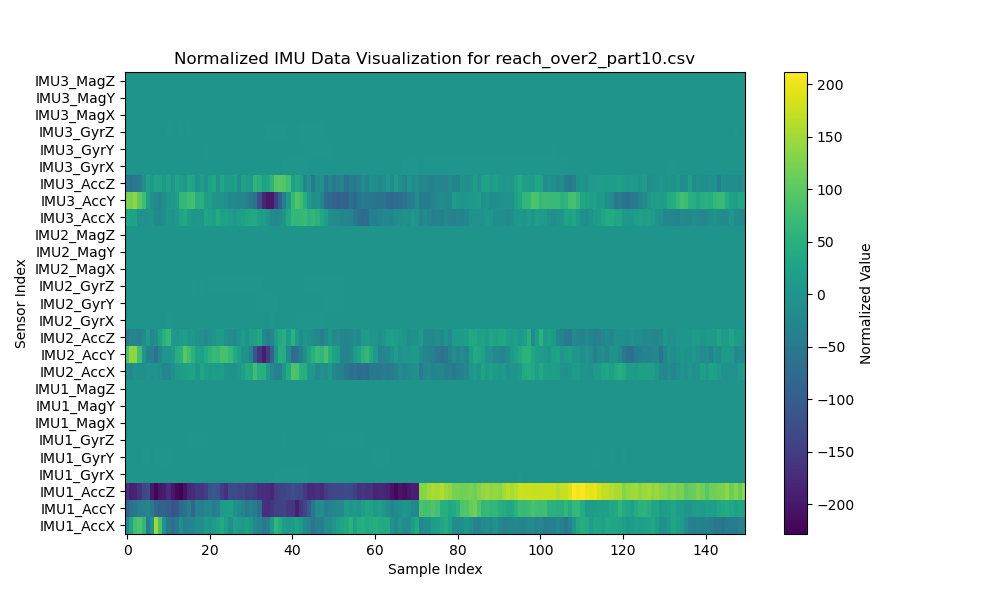 Normalized IMU Data Visualization for reach_over2_part10.csv
IMU3_MagZ
IMU3_MagY
IMU3_MagX
IMU3_GyrZ
IMU3_GyrY
IMU3_GyrX
IMU3_AccZ
IMU3_AccY
IMU3_AccX
IMU2_MagZ
IMU2_MagY
IMU2_MagX
IMU2_GyrZ
IMU2_GyrY
IMU2_GyrX
IMU2_AccZ
IMU2_AccY
IMU2_AccX
IMU1_MagZ
IMU1_MagY
IMU1_MagX
IMU1_GyrZ
IMU1_GyrY
IMU1_GyrX
IMU1_AccZ
IMU1_AccY
IMU1_AccX
Sensor Index
0 20 40 60 80 100 120 140
Sample Index
200
150
100
50
0
−50
−100
−150
−200
Normalized Value